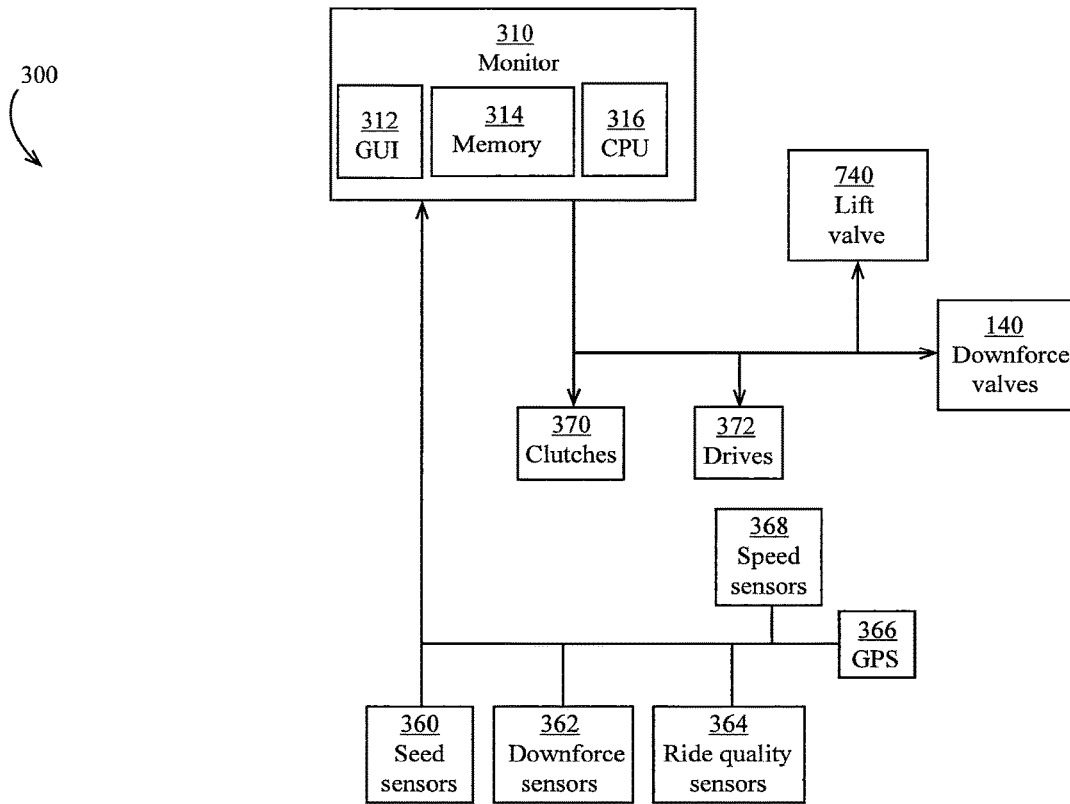 310
Monitor
300
312
GUI
314
Memory
316
CPU
740
Lift
valve
140
Downforce
valves
370
Clutches
372
Drives
368
Speed
sensors
366
GPS
360
Seed
sensors
362
Downforce
sensors
364
Ride quality
sensors